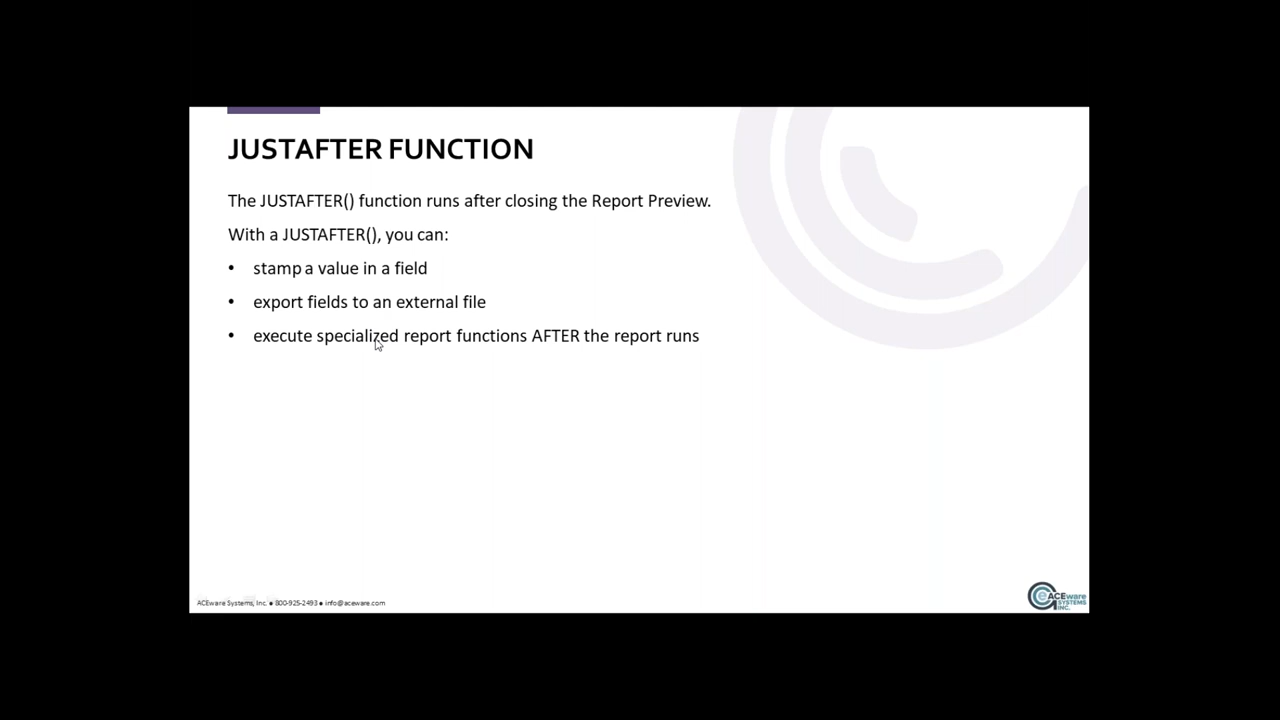 JUSTAFTER FUNCTION
The JUSTAFTER() function runs after closing the Report Preview.
With a JUSTAFTER(), you can:
• stamp a value in a field
• export fields to an external file
• execute specialized report functions AFTER the report runs
ACEware Systems, Inc. ● 800-925-2493 ● info@aceware.com
ACEware
SYSTEMS
INC.